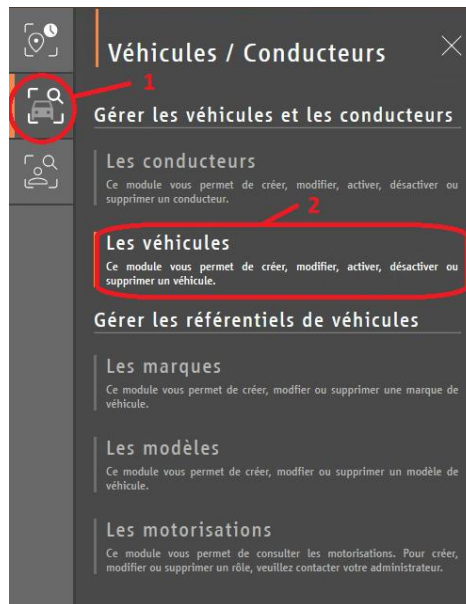 Véhicules / Conducteurs
1
Gérer les véhicules et les conducteurs
Les conducteurs
Ce module vous permet de créer, modifier, activer, désactiver ou
supprimer un conducteur.
2
Les véhicules
Ce module vous permet de créer, modifier, activer, désactiver ou
supprimer un véhicule.
Gérer les référentiels de véhicules
Les marques
Ce module vous permet de créer, modfier ou supprimer une marque de
véhicule.
Les modèles
Ce module vous permet de créer, modfier ou supprimer un modèle de
véhicule.
Les motorisations
Ce module vous permet de consulter les motorisations. Pour créer,
modifier ou supprimer un rôle, veuillez contacter votre administrateur.